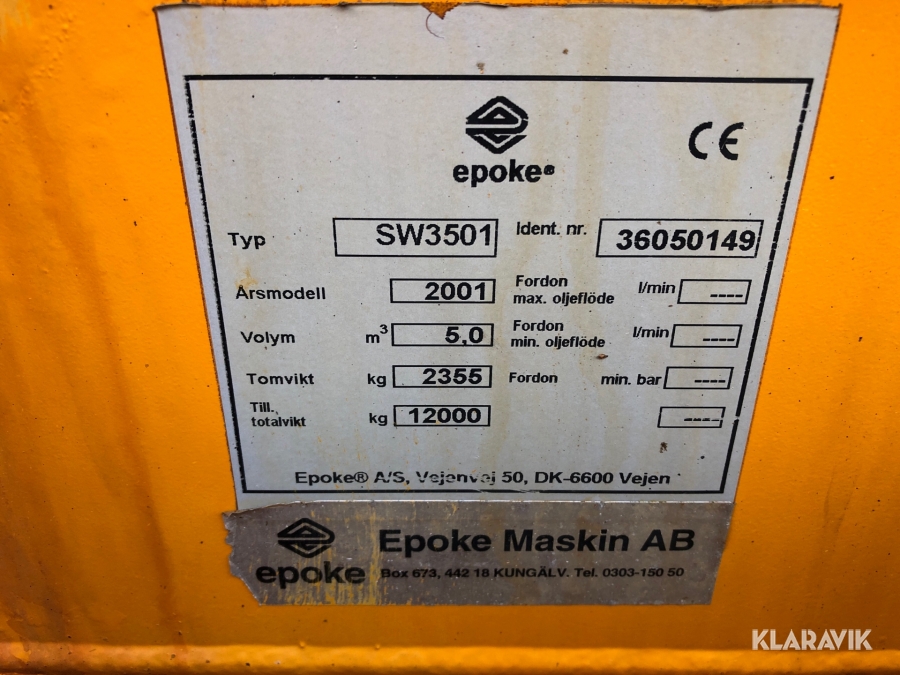 epoke®
CE
Typ SW3501 Ident. nr. 36050149
Årsmodell 2001 Fordon max. oljeflöde l/min ----
Volym m³ 5,0 Fordon min. oljeflöde l/min ----
Tomvikt kg 2355 Fordon min. bar ----
Till. totalvikt kg 12000 ----
Epoke® A/S, Vejenvej 50, DK-6600 Vejen
epoke
Epoke Maskin AB
Box 673, 442 18 KUNGÄLV. Tel. 0303-150 50
KLARAVIK